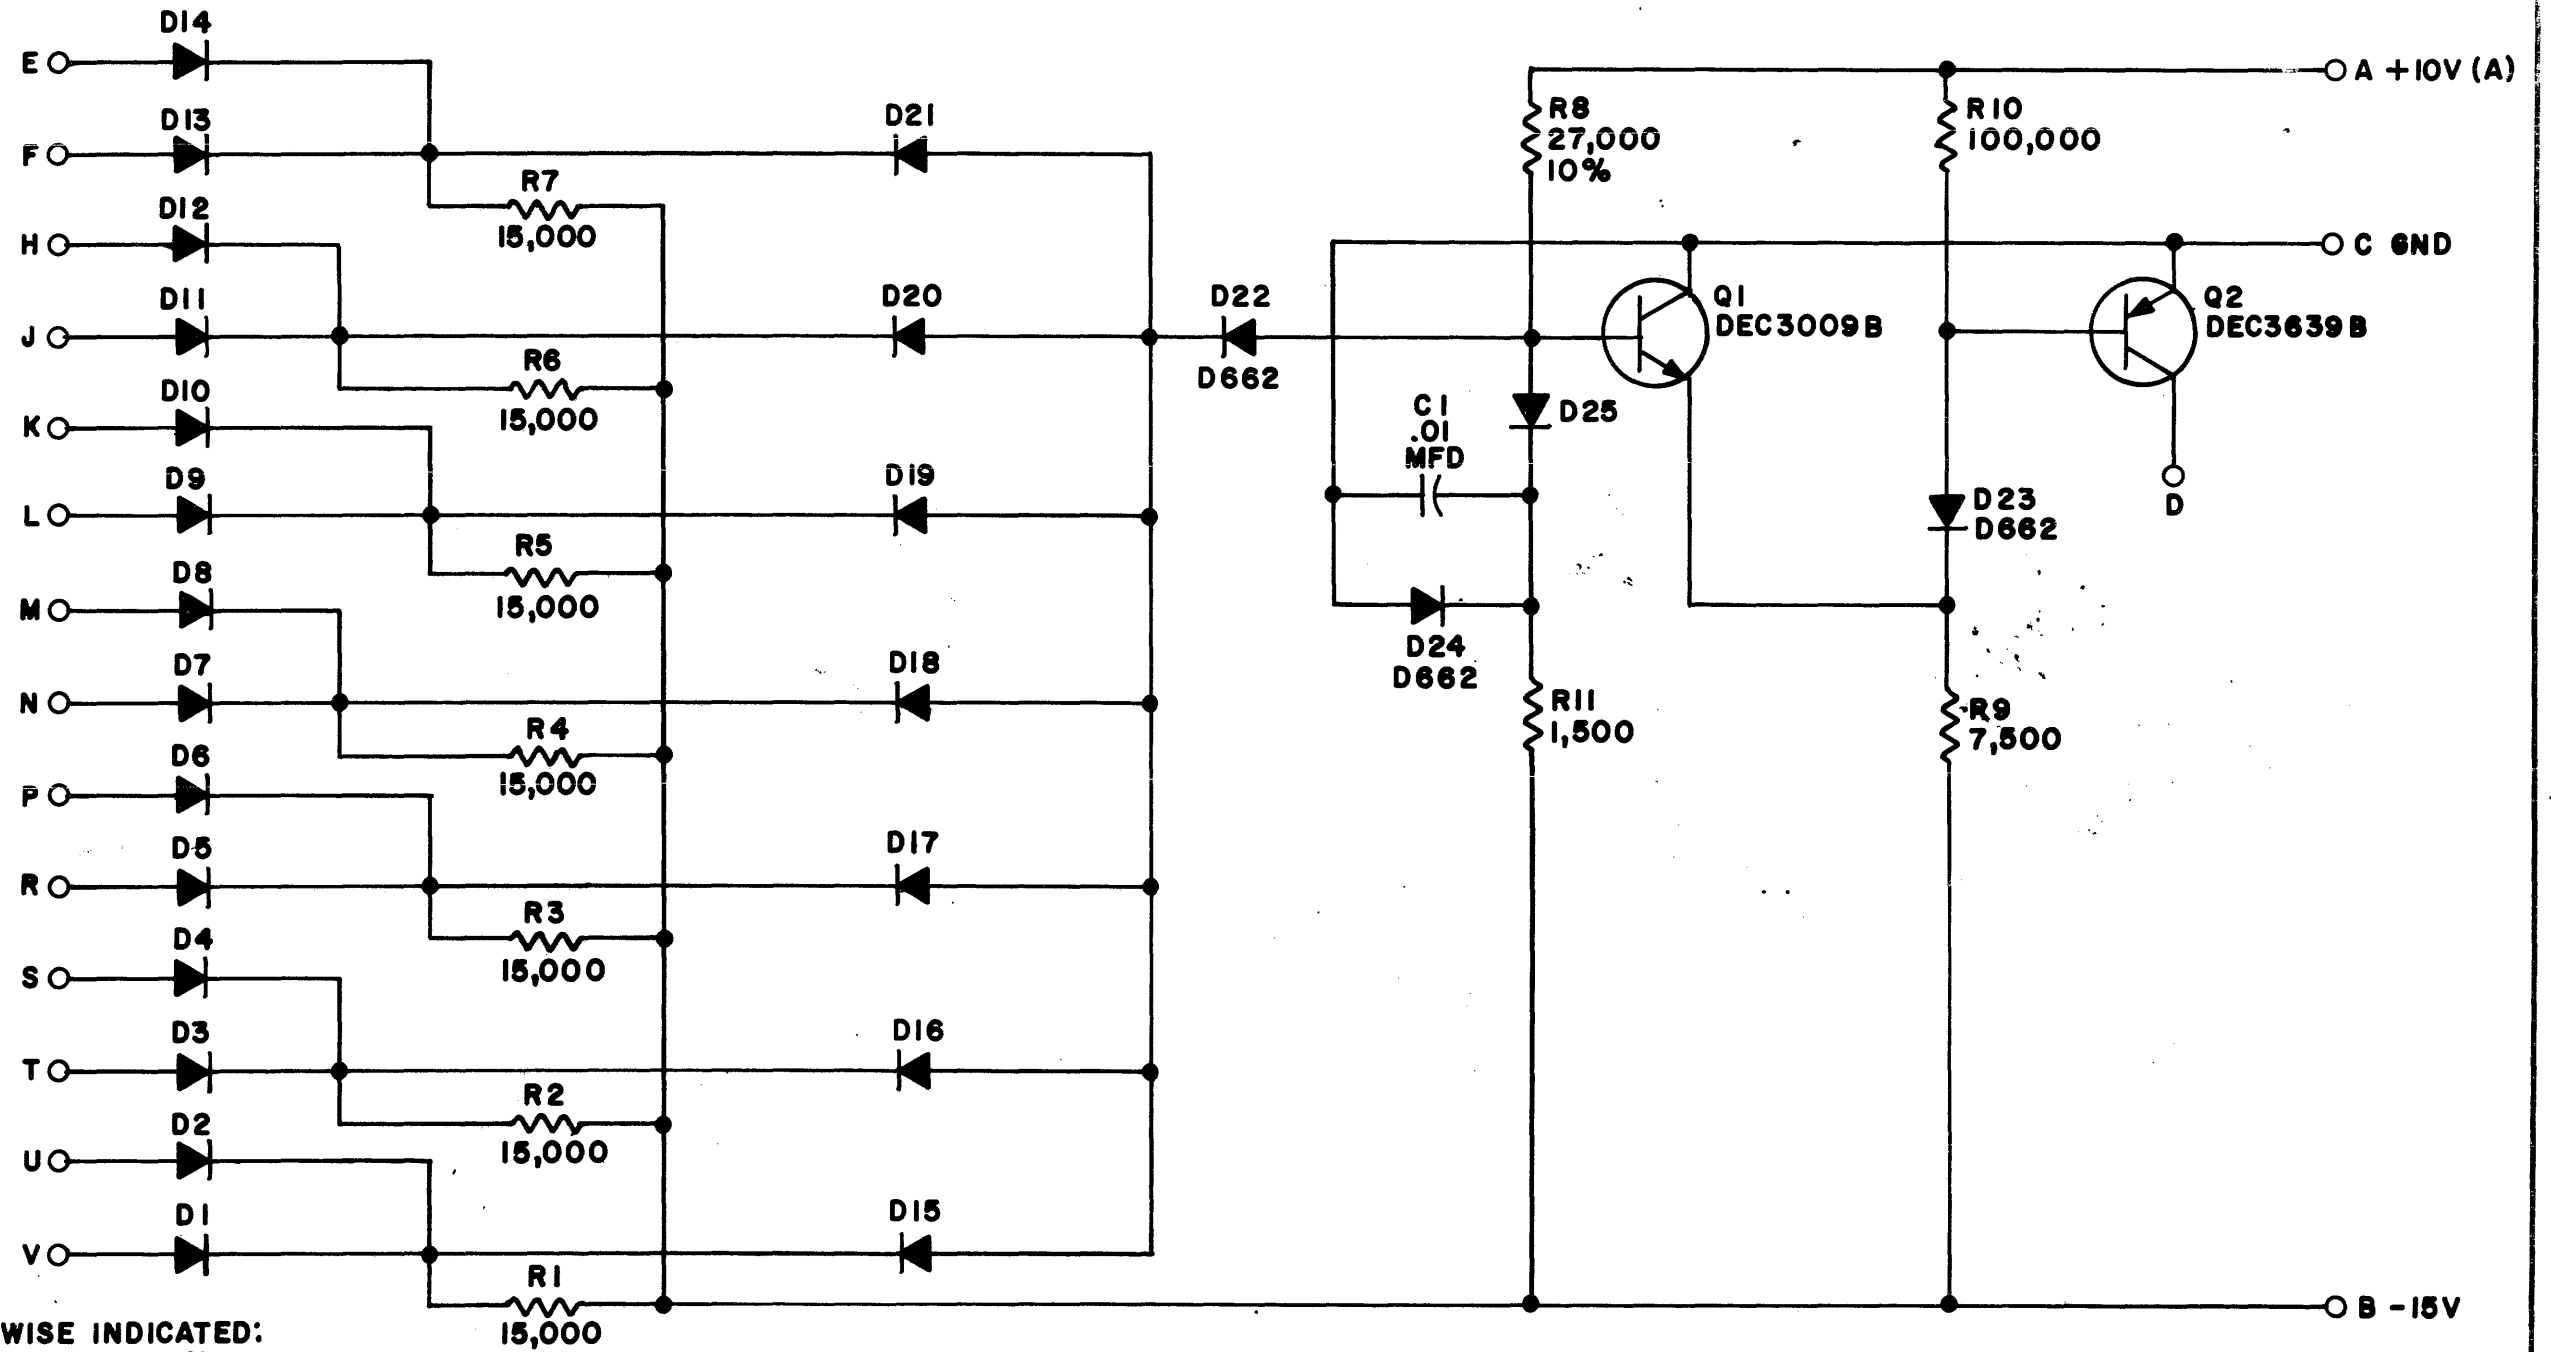 D14
E
D13
F
D21
R7
15,000
D12
H
D11
J
D20
R6
15,000
D10
K
D9
L
D19
R5
15,000
D8
M
D7
N
D18
R4
15,000
D6
P
D5
R
D17
R3
15,000
D4
S
D3
T
D16
R2
15,000
D2
U
D1
V
D15
R1
15,000
D22
D662
A +10V (A)
R8
27,000
10%
R10
100,000
C GND
Q1
DEC3009B
Q2
DEC3639B
C1
.01
MFD
D25
D
D23
D662
D24
D662
R11
1,500
R9
7,500
B -15V
WISE INDICATED: